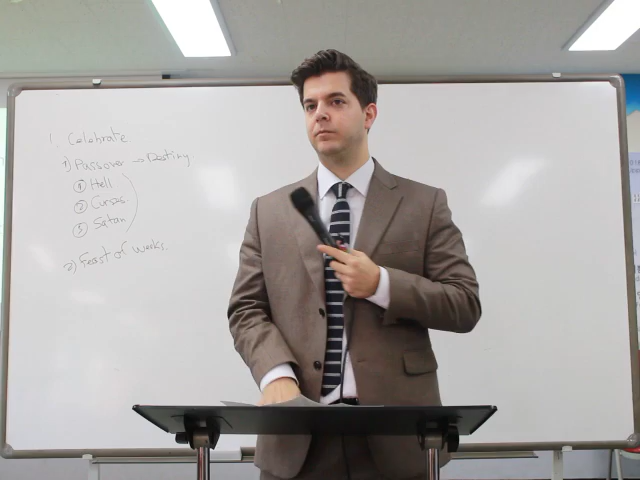 1. Celebrate
1) Passover → Destiny
① Hell
② Curses.
③ Satan
2) Feast of Weeks.